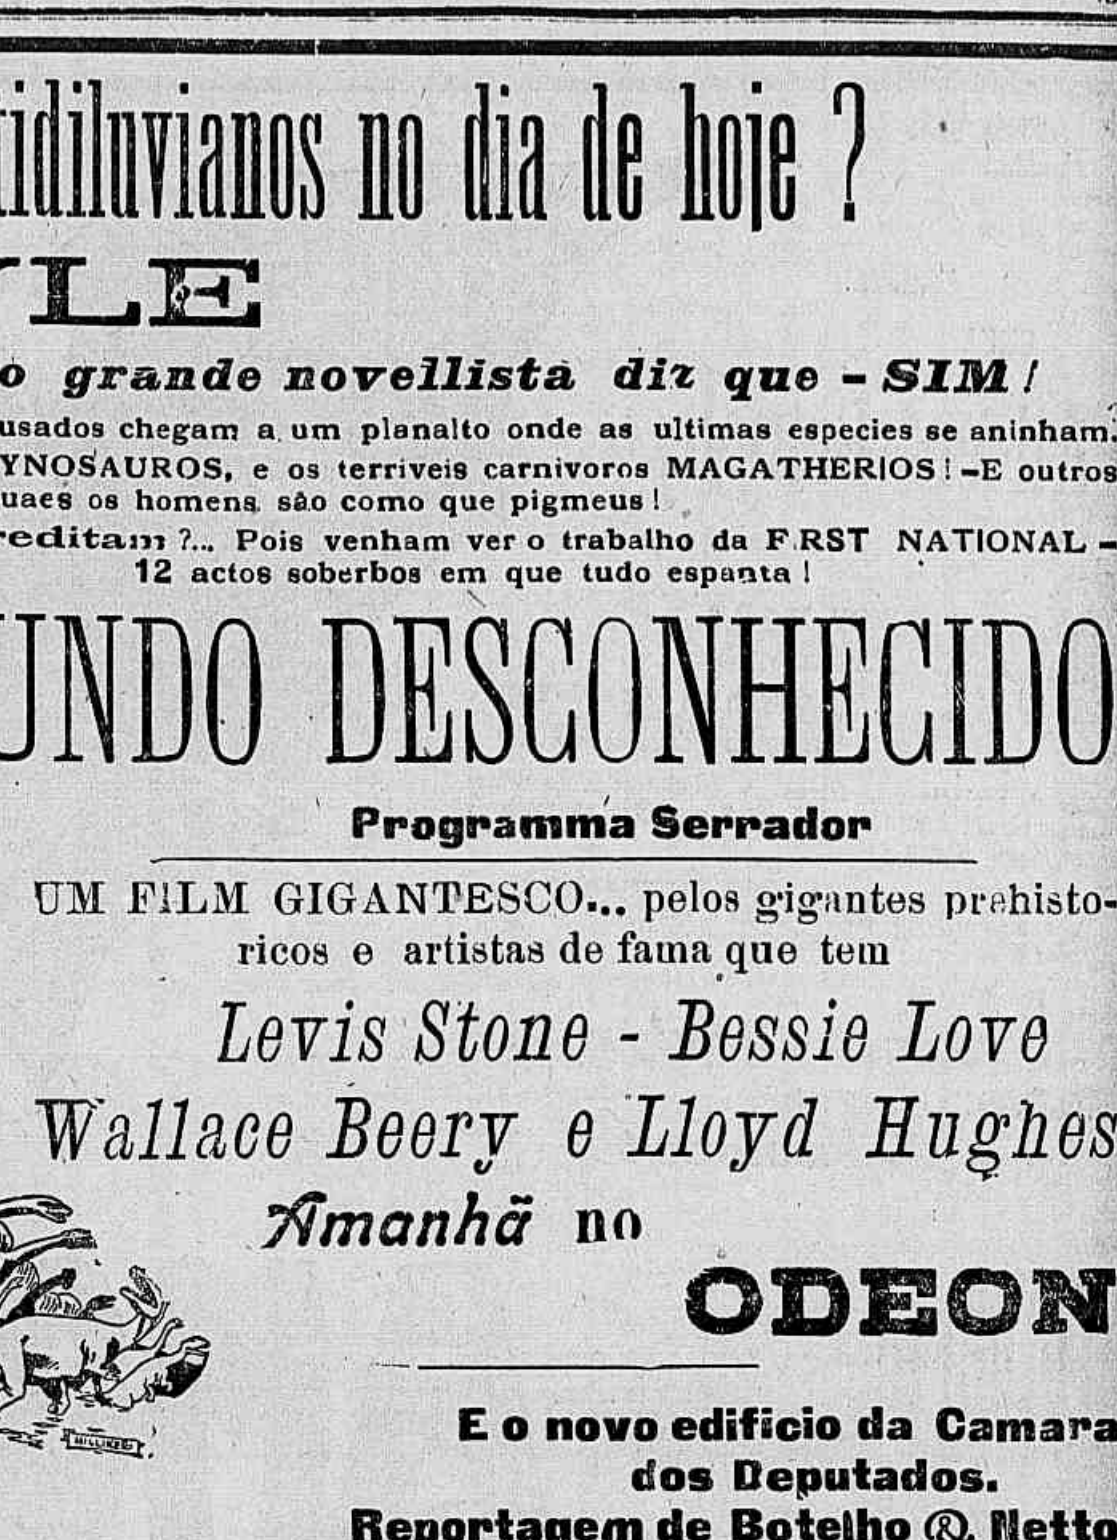 idiluvianos no dia de hoje ?
YLE
o grande novellista diz que - SIM !
usados chegam a um planalto onde as ultimas especies se aninham:
YNOSAUROS, e os terriveis carnivoros MAGATHERIOS ! - E outros
uaes os homens são como que pigmeus !
reditam ?... Pois venham ver o trabalho da F.RST NATIONAL -
12 actos soberbos em que tudo espanta !
UNDO DESCONHECIDO
Programma Serrador
UM FILM GIGANTESCO... pelos gigantes prehisto-
ricos e artistas de fama que tem
Levis Stone - Bessie Love
Wallace Beery e Lloyd Hughes
Amanhã no
ODEON
E o novo edificio da Camara
dos Deputados.
Reportagem de Botelho & Netto